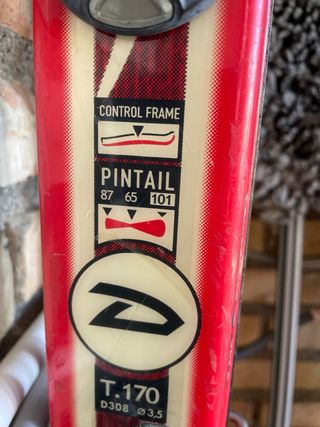 CONTROL FRAME
PINTAIL
87 65 101
T.170
D308 ⌀3,5